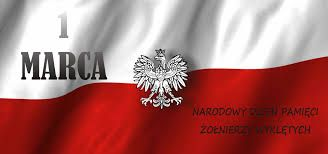 1
MARCA
NARODOWY DZIEŃ PAMIĘCI
ŻOŁNIERZY WYKLĘTYCH